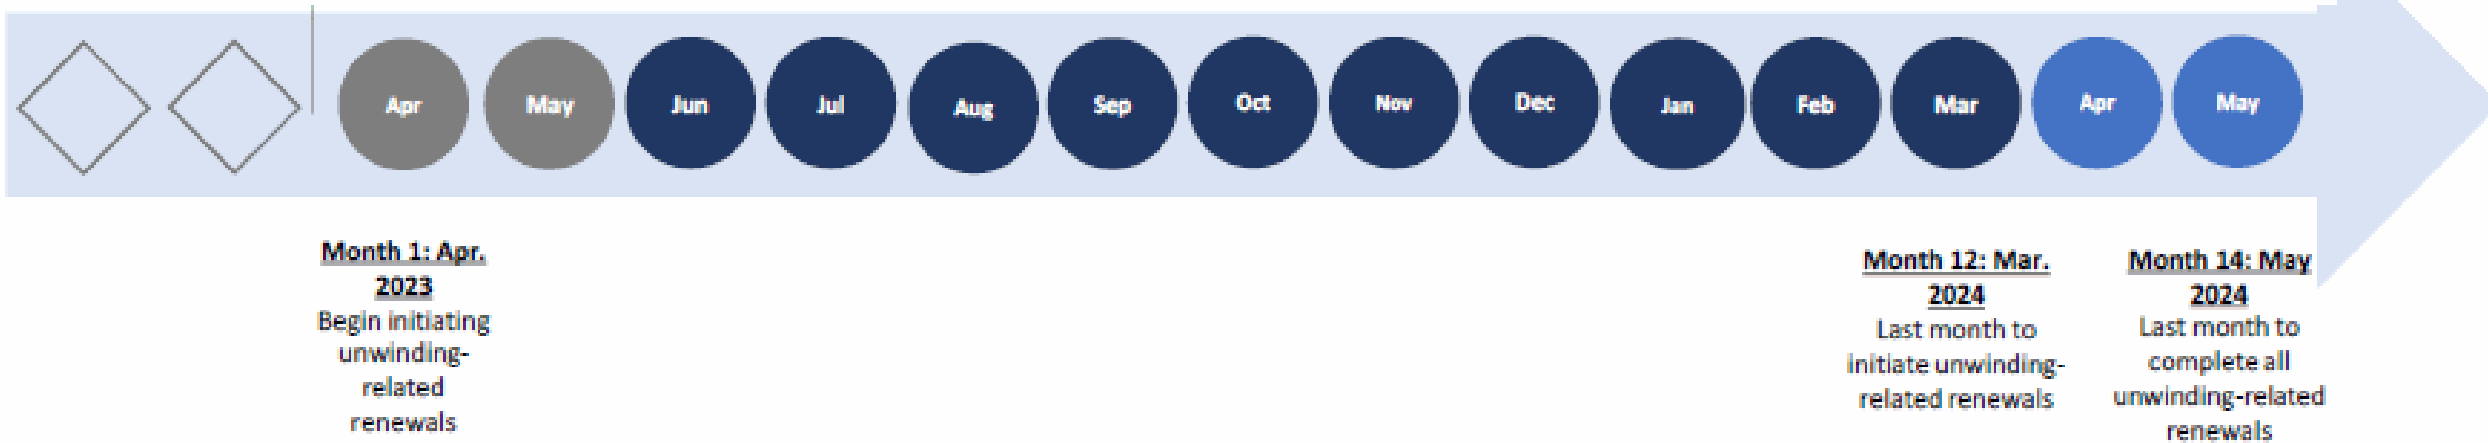 Apr May Jun Jul Aug Sep Oct Nov Dec Jan Feb Mar Apr May
Month 1: Apr.
2023
Begin initiating
unwinding-
related
renewals
Month 12: Mar.
2024
Last month to
initiate unwinding-
related renewals
Month 14: May
2024
Last month to
complete all
unwinding-related
renewals